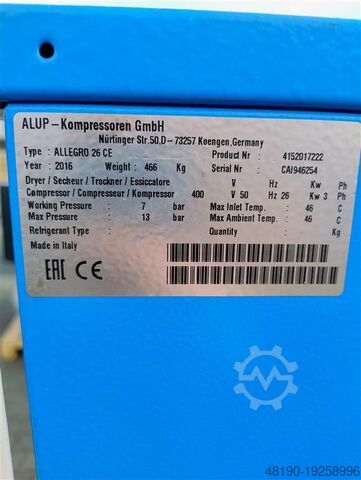 ALUP-Kompressoren GmbH
Nürtinger Str.50,D-73257 Koengen,Germany
Type : ALLEGRO 26 CE Product Nr : 4152017222
Year : 2016 Weight : 466 Kg Serial Nr : CAI946254
Dryer / Secheur / Trockner / Essiccatore V Hz Kw Ph
Compressor / Compresseur / Kompressor 400 V 50 Hz 26 Kw 3 Ph
Working Pressure : 7 bar Max Inlet Temp. : 46 C
Max Pressure : 13 bar Max Ambient Temp : 46 C
Refrigerant Type : Quantity : Kg
Made in Italy
EAC CE
48190-19258996